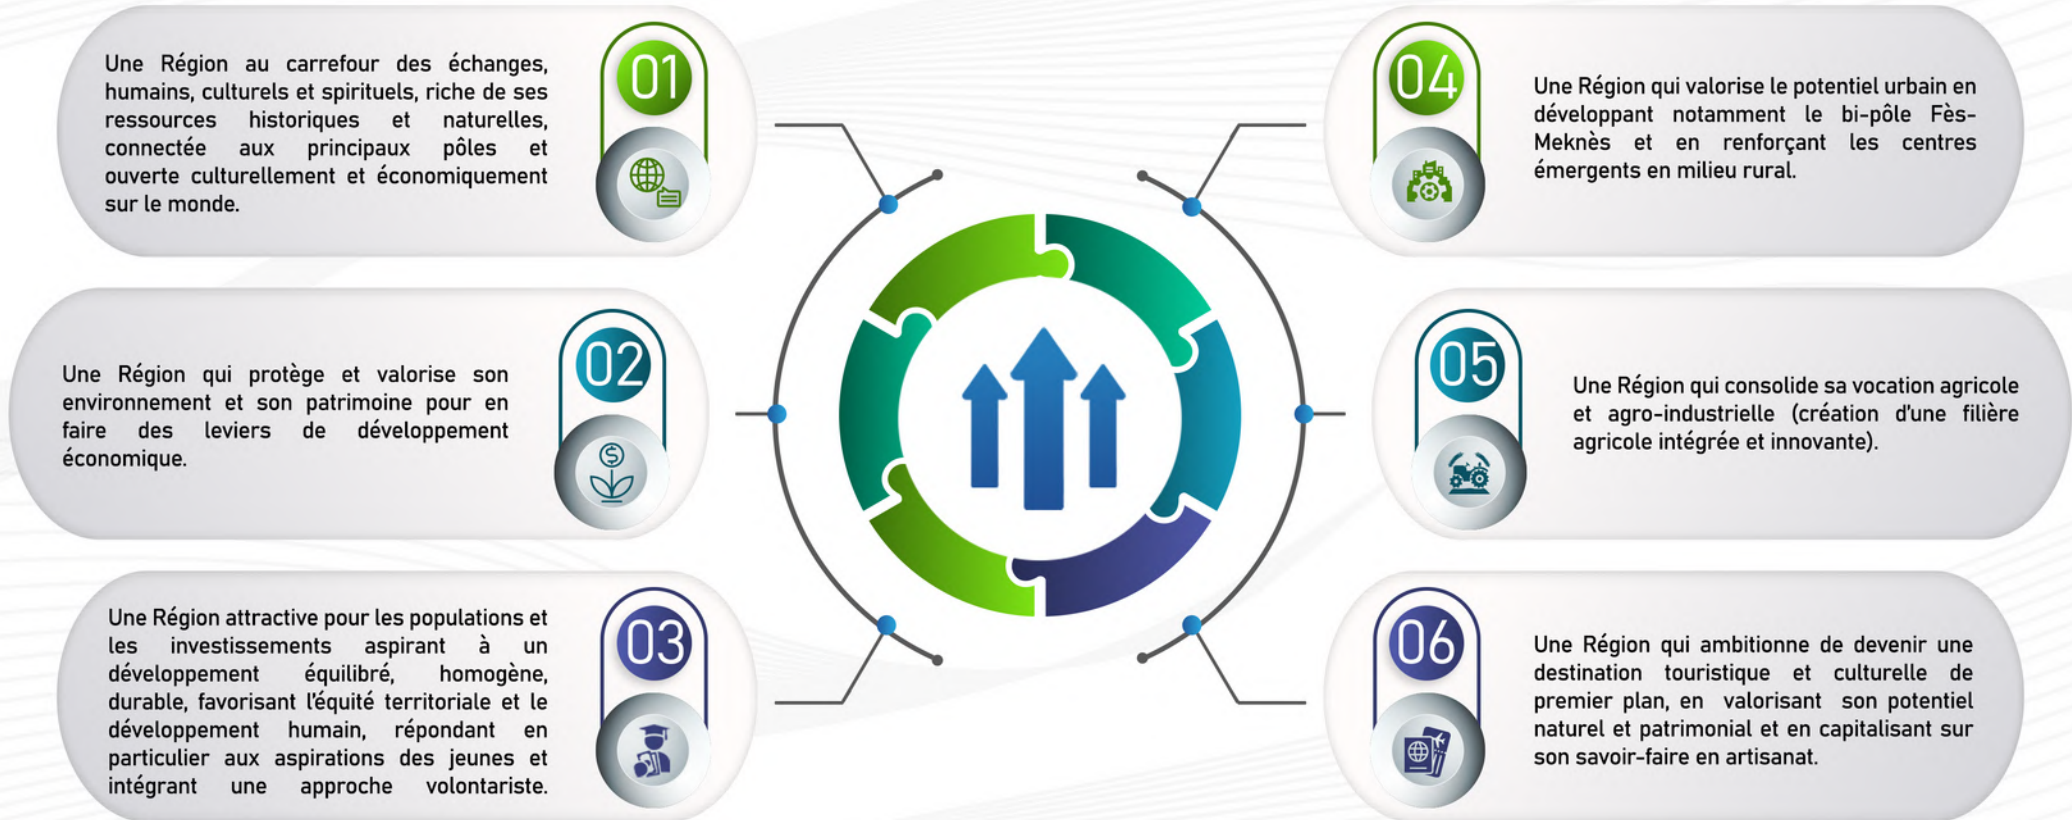 01
Une Région au carrefour des échanges,
humains, culturels et spirituels, riche de ses
ressources historiques et naturelles,
connectée aux principaux pôles et
ouverte culturellement et économiquement
sur le monde.
02
Une Région qui protège et valorise son
environnement et son patrimoine pour en
faire des leviers de développement
économique.
03
Une Région attractive pour les populations et
les investissements aspirant à un
développement équilibré, homogène,
durable, favorisant l'équité territoriale et le
développement humain, répondant en
particulier aux aspirations des jeunes et
intégrant une approche volontariste.
04
Une Région qui valorise le potentiel urbain en
développant notamment le bi-pôle Fès-
Meknès et en renforçant les centres
émergents en milieu rural.
05
Une Région qui consolide sa vocation agricole
et agro-industrielle (création d'une filière
agricole intégrée et innovante).
06
Une Région qui ambitionne de devenir une
destination touristique et culturelle de
premier plan, en valorisant son potentiel
naturel et patrimonial et en capitalisant sur
son savoir-faire en artisanat.